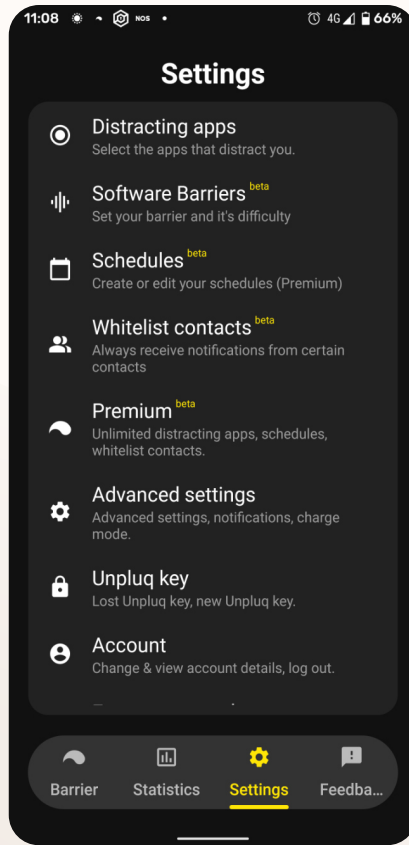 11:08 NOS 4G 66%
Settings
Distracting apps
Select the apps that distract you.
Software Barriers beta
Set your barrier and it's difficulty
Schedules beta
Create or edit your schedules (Premium)
Whitelist contacts beta
Always receive notifications from certain
contacts
Premium beta
Unlimited distracting apps, schedules,
whitelist contacts.
Advanced settings
Advanced settings, notifications, charge
mode.
Unpluq key
Lost Unpluq key, new Unpluq key.
Account
Change & view account details, log out.
Barrier Statistics Settings Feedba...